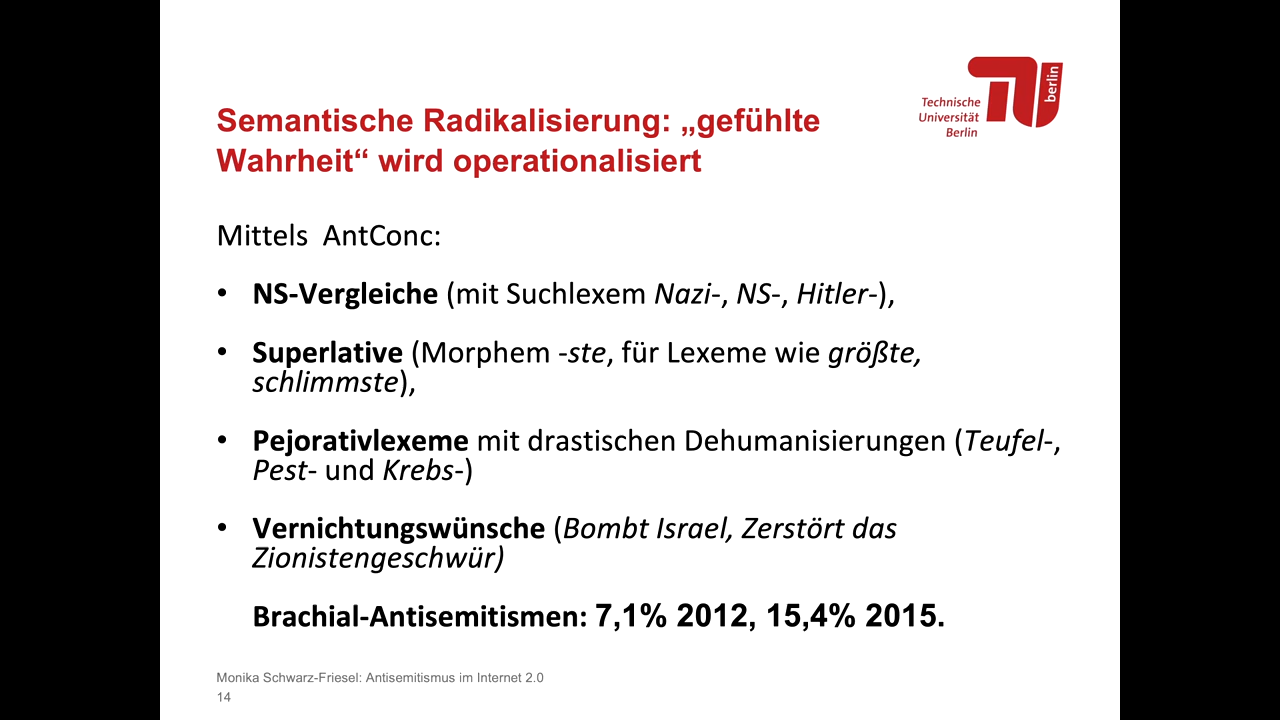 Semantische Radikalisierung: „gefühlte
Wahrheit“ wird operationalisiert
Technische
Universität
Berlin
berlin
Mittels AntConc:
• NS-Vergleiche (mit Suchlexem Nazi-, NS-, Hitler-),
• Superlative (Morphem -ste, für Lexeme wie größte,
schlimmste),
• Pejorativlexeme mit drastischen Dehumanisierungen (Teufel-,
Pest- und Krebs-)
• Vernichtungswünsche (Bombt Israel, Zerstört das
Zionistengeschwür)
Brachial-Antisemitismen: 7,1% 2012, 15,4% 2015.
Monika Schwarz-Friesel: Antisemitismus im Internet 2.0
14